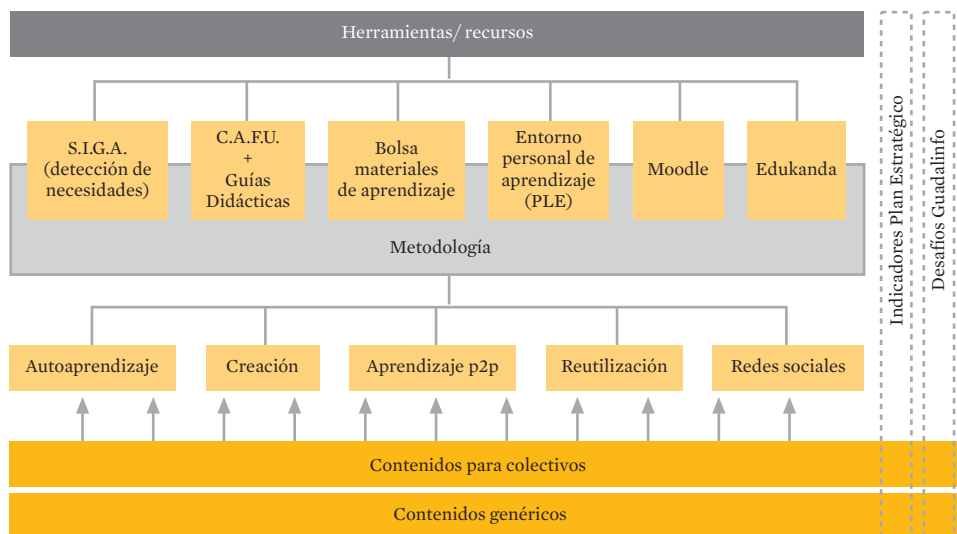 Herramientas/ recursos
S.I.G.A.
(detección de
necesidades)
C.A.F.U.
+
Guías
Didácticas
Bolsa
materiales
de aprendizaje
Entorno
personal de
aprendizaje
(PLE)
Moodle
Edukanda
Metodología
Autoaprendizaje
Creación
Aprendizaje p2p
Reutilización
Redes sociales
Contenidos para colectivos
Contenidos genéricos
Indicadores Plan Estratégico
Desafíos Guadalinfo